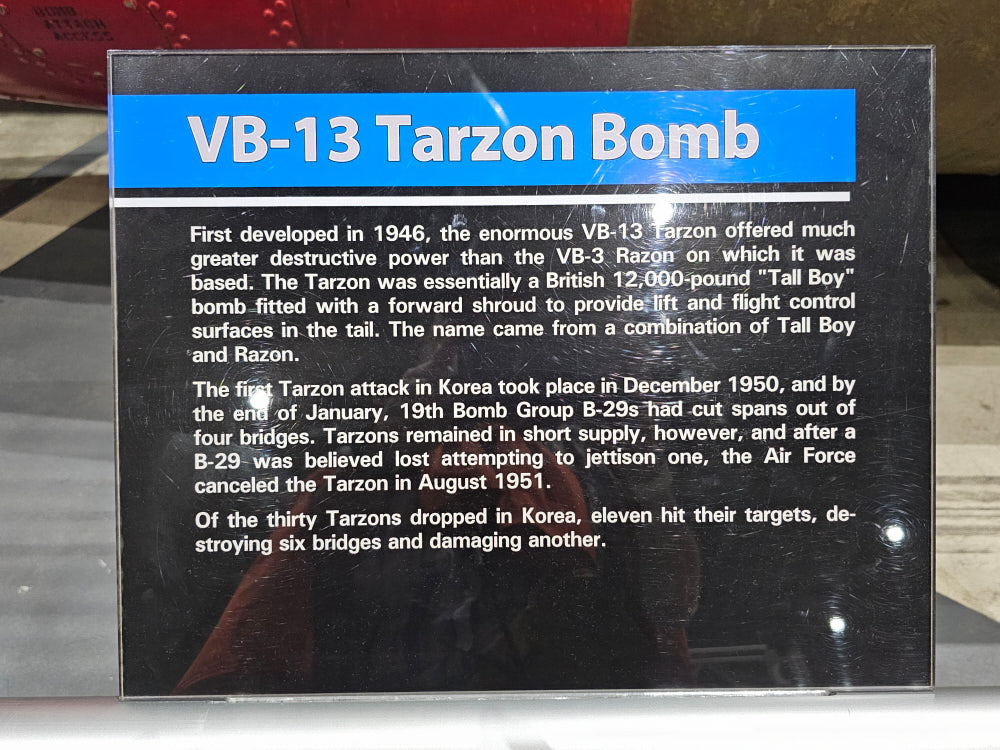 BOMB
ATTACH
ACCESS
VB-13 Tarzon Bomb
First developed in 1946, the enormous VB-13 Tarzon offered much
greater destructive power than the VB-3 Razon on which it was
based. The Tarzon was essentially a British 12,000-pound "Tall Boy"
bomb fitted with a forward shroud to provide lift and flight control
surfaces in the tail. The name came from a combination of Tall Boy
and Razon.
The first Tarzon attack in Korea took place in December 1950, and by
the end of January, 19th Bomb Group B-29s had cut spans out of
four bridges. Tarzons remained in short supply, however, and after a
B-29 was believed lost attempting to jettison one, the Air Force
canceled the Tarzon in August 1951.
Of the thirty Tarzons dropped in Korea, eleven hit their targets, de-
stroying six bridges and damaging another.